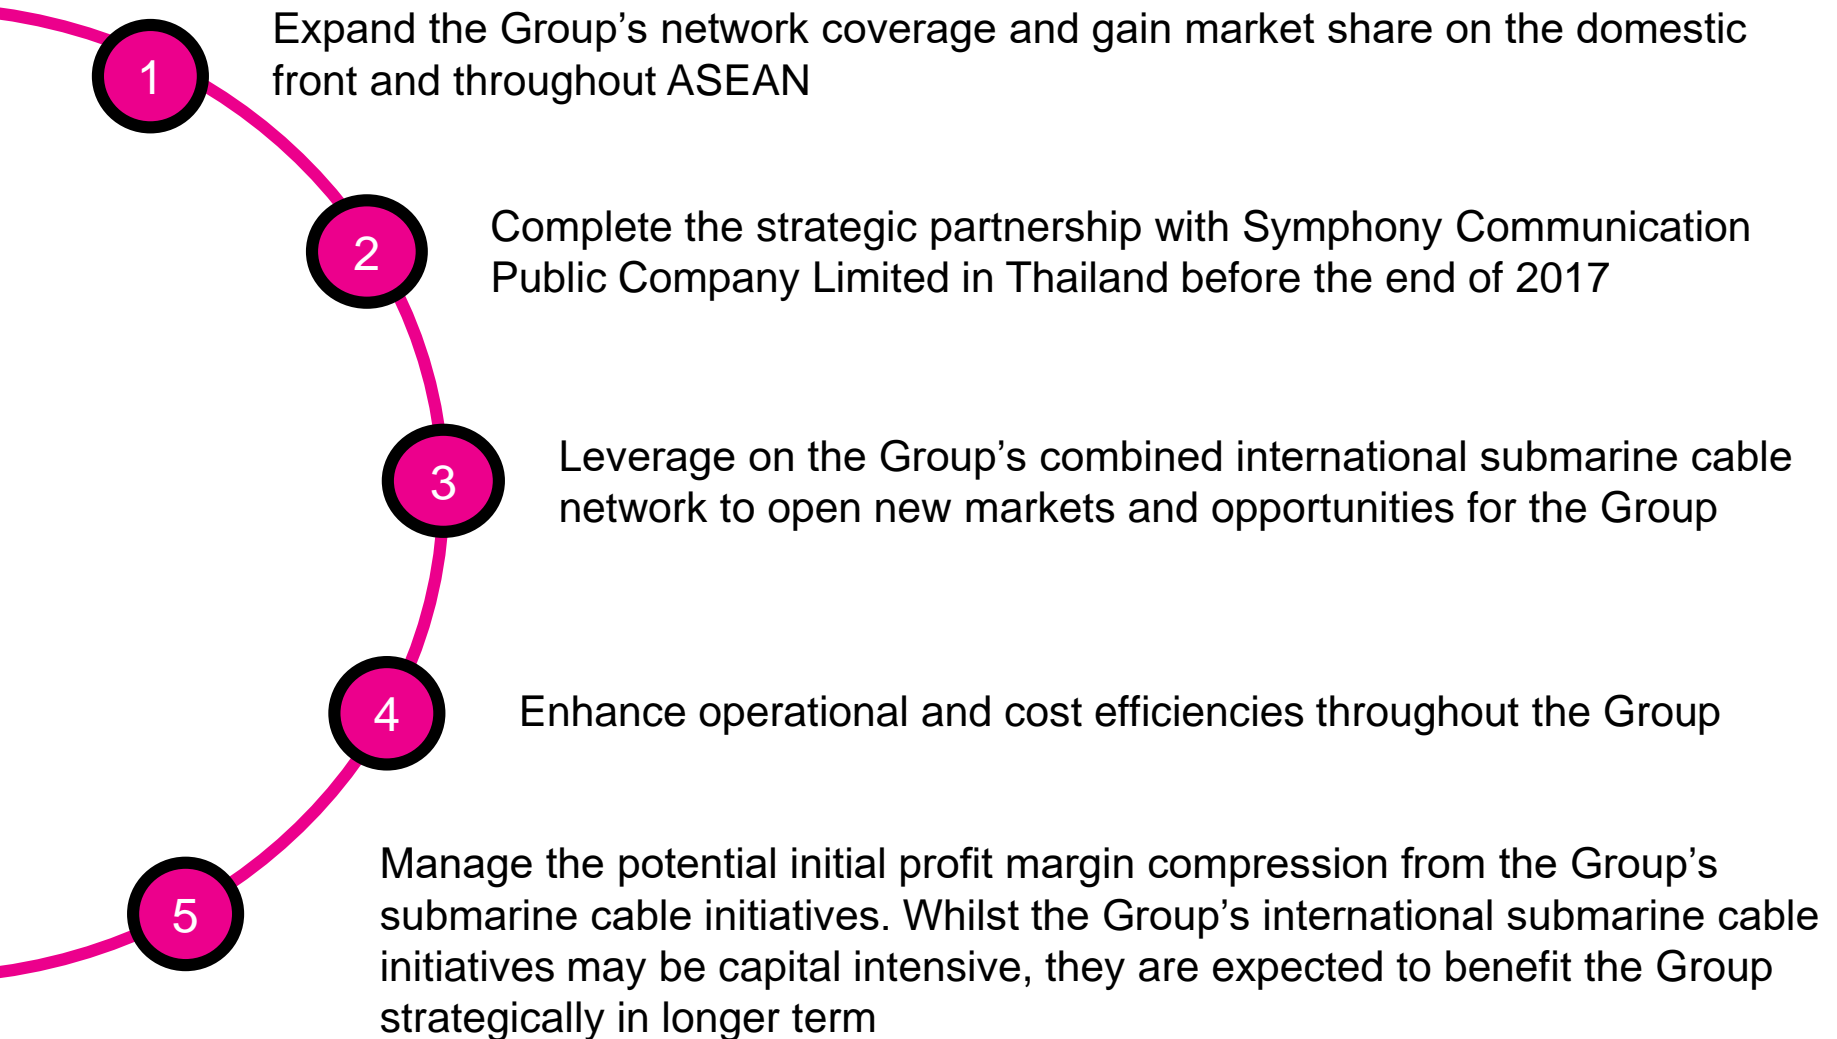 1
Expand the Group’s network coverage and gain market share on the domestic
front and throughout ASEAN
2
Complete the strategic partnership with Symphony Communication
Public Company Limited in Thailand before the end of 2017
3
Leverage on the Group’s combined international submarine cable
network to open new markets and opportunities for the Group
4
Enhance operational and cost efficiencies throughout the Group
5
Manage the potential initial profit margin compression from the Group’s
submarine cable initiatives. Whilst the Group’s international submarine cable
initiatives may be capital intensive, they are expected to benefit the Group
strategically in longer term